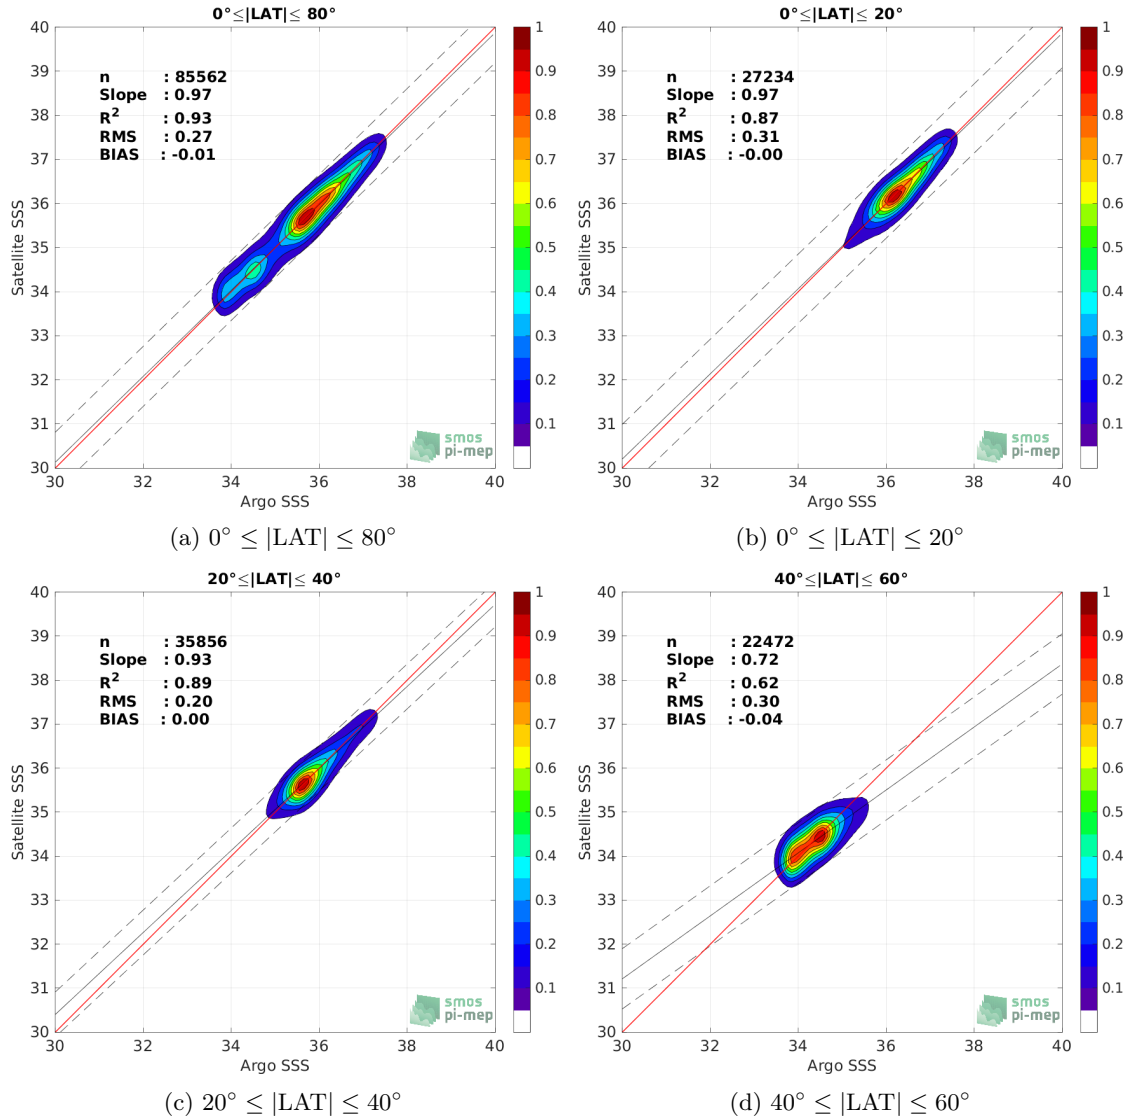 0°≤|LAT|≤ 80°
n : 85562
Slope : 0.97
R² : 0.93
RMS : 0.27
BIAS : -0.01
Satellite SSS
40
39
38
37
36
35
34
33
32
31
30
30 32 34 36 38 40
Argo SSS
1
0.9
0.8
0.7
0.6
0.5
0.4
0.3
0.2
0.1
smos
pi-mep
(a) 0° ≤ |LAT| ≤ 80°
0°≤|LAT|≤ 20°
n : 27234
Slope : 0.97
R² : 0.87
RMS : 0.31
BIAS : -0.00
Satellite SSS
40
39
38
37
36
35
34
33
32
31
30
30 32 34 36 38 40
Argo SSS
1
0.9
0.8
0.7
0.6
0.5
0.4
0.3
0.2
0.1
smos
pi-mep
(b) 0° ≤ |LAT| ≤ 20°
20°≤|LAT|≤ 40°
n : 35856
Slope : 0.93
R² : 0.89
RMS : 0.20
BIAS : 0.00
Satellite SSS
40
39
38
37
36
35
34
33
32
31
30
30 32 34 36 38 40
Argo SSS
1
0.9
0.8
0.7
0.6
0.5
0.4
0.3
0.2
0.1
smos
pi-mep
(c) 20° ≤ |LAT| ≤ 40°
40°≤|LAT|≤ 60°
n : 22472
Slope : 0.72
R² : 0.62
RMS : 0.30
BIAS : -0.04
Satellite SSS
40
39
38
37
36
35
34
33
32
31
30
30 32 34 36 38 40
Argo SSS
1
0.9
0.8
0.7
0.6
0.5
0.4
0.3
0.2
0.1
smos
pi-mep
(d) 40° ≤ |LAT| ≤ 60°